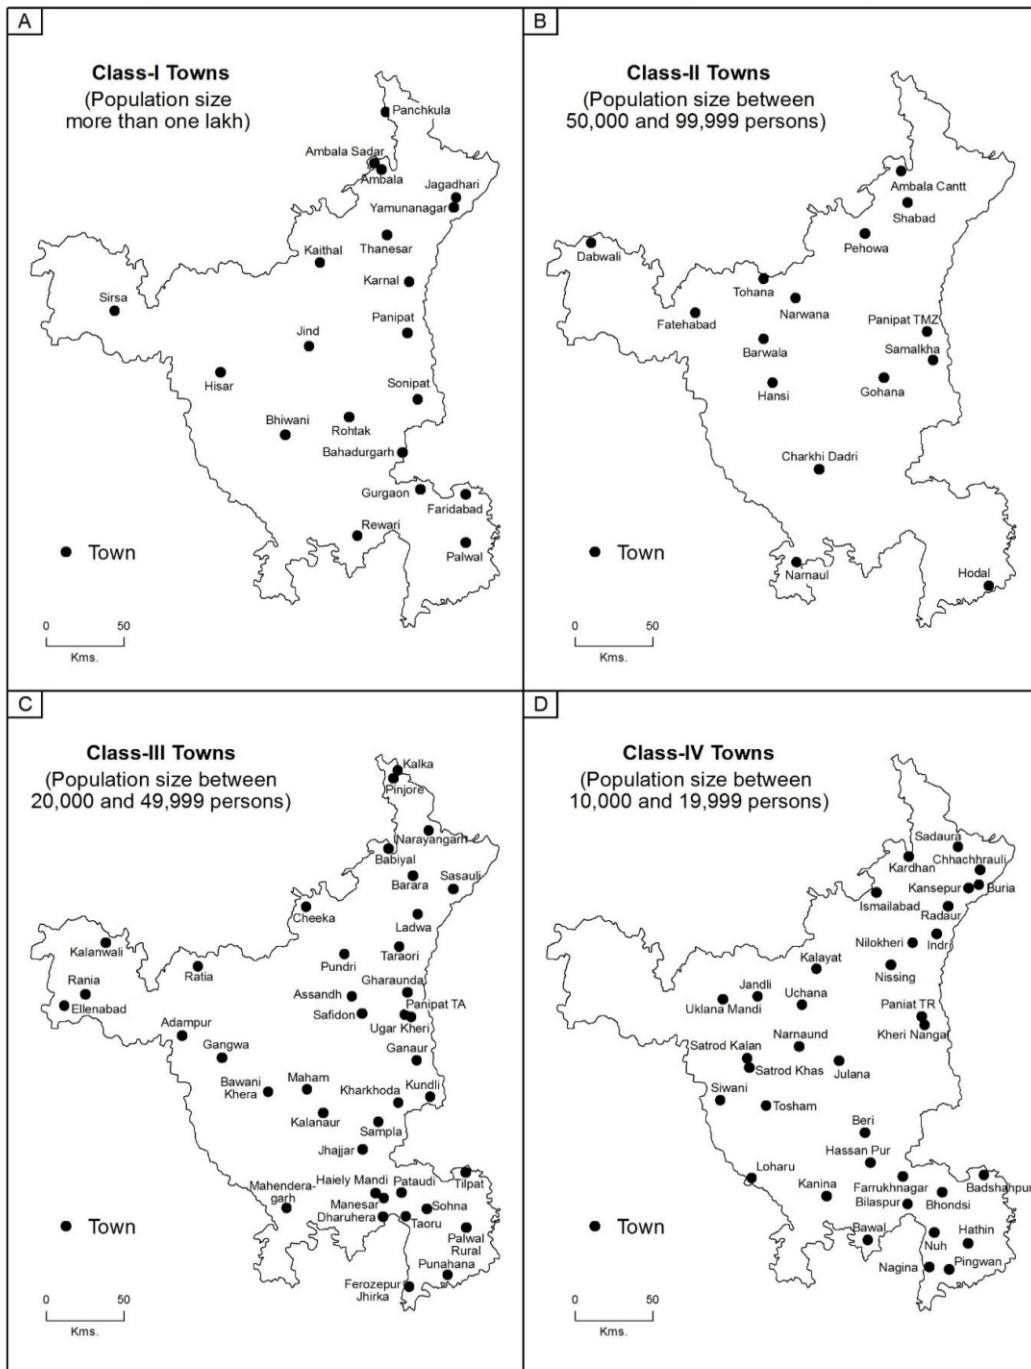 A
Class-I Towns
(Population size
more than one lakh)
Panchkula
Ambala Sadar
Ambala
Jagadhari
Yamunanagar
Thanesar
Kaithal
Karnal
Sirsa
Panipat
Jind
Hisar
Sonipat
Bhiwani
Rohtak
Bahadurgarh
Gurgaon
Faridabad
Rewari
Palwal
Town
0 50
Kms.
B
Class-II Towns
(Population size between
50,000 and 99,999 persons)
Ambala Cantt
Shabad
Pehowa
Dabwali
Tohana
Narwana
Fatehabad
Panipat TMZ
Barwala
Samalkha
Hansi
Gohana
Charkhi Dadri
Narnaul
Hodal
Town
0 50
Kms.
C
Class-III Towns
(Population size between
20,000 and 49,999 persons)
Kalka
Pinjore
Narayangarh
Babiyal
Barara
Sasauli
Cheeka
Ladwa
Kalanwali
Taraori
Pundri
Ratia
Rania
Gharaunda
Assandh
Ellenabad
Panipat TA
Safidon
Ugar Kheri
Adampur
Gangwa
Ganaur
Bawani
Khera
Maham
Kharkhoda
Kundli
Kalanaur
Sampla
Jhajjar
Haiely Mandi
Pataudi
Tilpat
Mahendera-
garh
Manesar
Sohna
Dharuhera
Taoru
Palwal
Rural
Punahana
Ferozepur
Jhirka
Town
0 50
Kms.
D
Class-IV Towns
(Population size between
10,000 and 19,999 persons)
Sadaura
Kardhan
Chhachhrauli
Kansepur
Buria
Ismailabad
Radaur
Nilokheri
Indri
Kalayat
Nissing
Jandli
Uchana
Uklana Mandi
Paniat TR
Kheri Nangal
Narnaund
Satrod Kalan
Satrod Khas
Julana
Siwani
Tosham
Beri
Hassan Pur
Loharu
Kanina
Farrukhnagar
Badshahpur
Bilaspur
Bhondsi
Bawal
Nuh
Hathin
Nagina
Pingwan
Town
0 50
Kms.